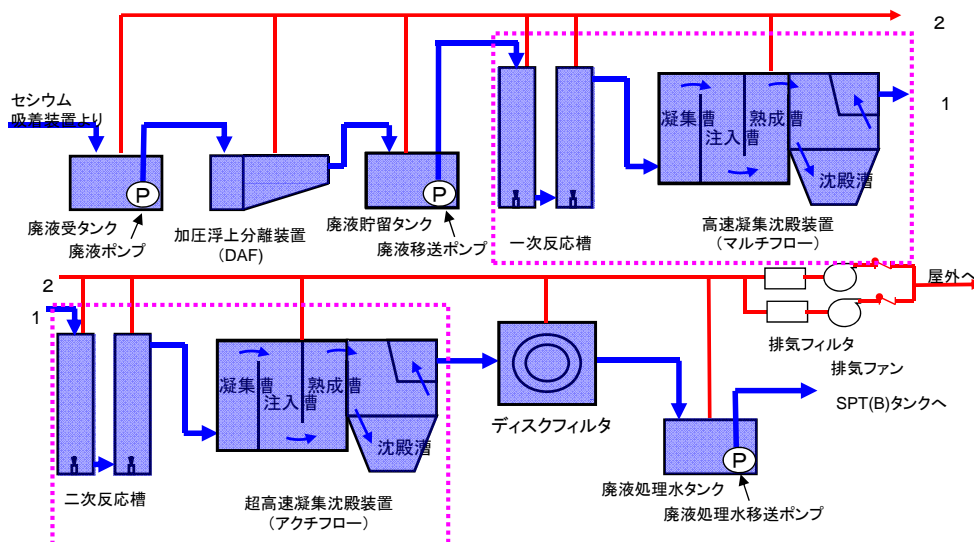 2
セシウム
吸着装置より
1
凝集槽
注入槽
熟成槽
沈殿漕
P
P
廃液受タンク
廃液ポンプ
加圧浮上分離装置
(DAF)
廃液貯留タンク
廃液移送ポンプ
一次反応槽
高速凝集沈殿装置
（マルチフロー）
2
屋外へ
1
排気フィルタ
排気ファン
凝集槽
注入槽
熟成槽
沈殿漕
SPT(B)タンクへ
ディスクフィルタ
P
二次反応槽
超高速凝集沈殿装置
（アクチフロー）
廃液処理水タンク
廃液処理水移送ポンプ